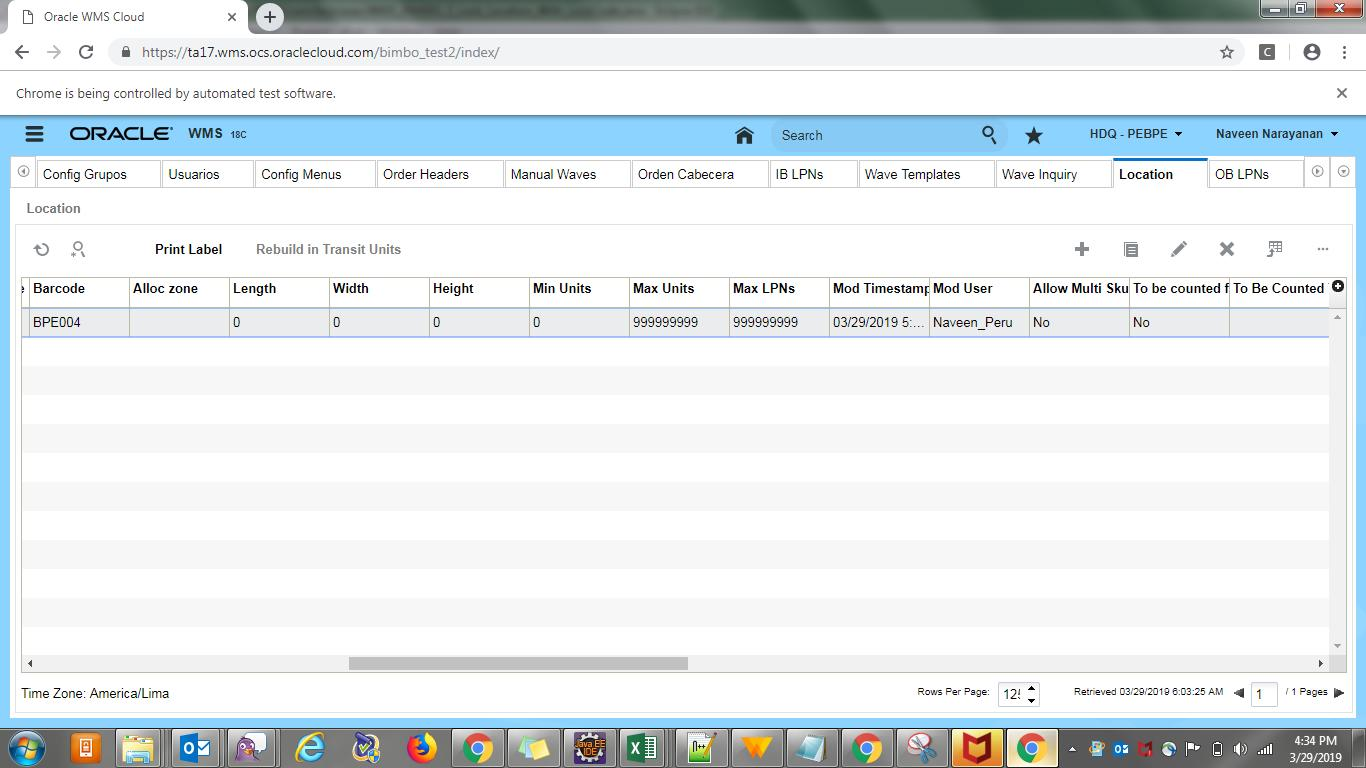 Oracle WMS Cloud
https://ta17.wms.ocs.oraclecloud.com/bimbo_test2/index/
C
Chrome is being controlled by automated test software.
ORACLE WMS 18C Search HDQ - PEBPE Naveen Narayanan
Config Grupos Usuarios Config Menus Order Headers Manual Waves Orden Cabecera IB LPNs Wave Templates Wave Inquiry Location OB LPNs
Location
Print Label Rebuild in Transit Units
Barcode Alloc zone Length Width Height Min Units Max Units Max LPNs Mod Timestamp Mod User Allow Multi Sku To be counted f To Be Counted
BPE004 0 0 0 0 999999999 999999999 03/29/2019 5:... Naveen_Peru No No
Time Zone: America/Lima Rows Per Page: 125 Retrieved 03/29/2019 6:03:25 AM 1 / 1 Pages
Java EE
IDE
4:34 PM
3/29/2019